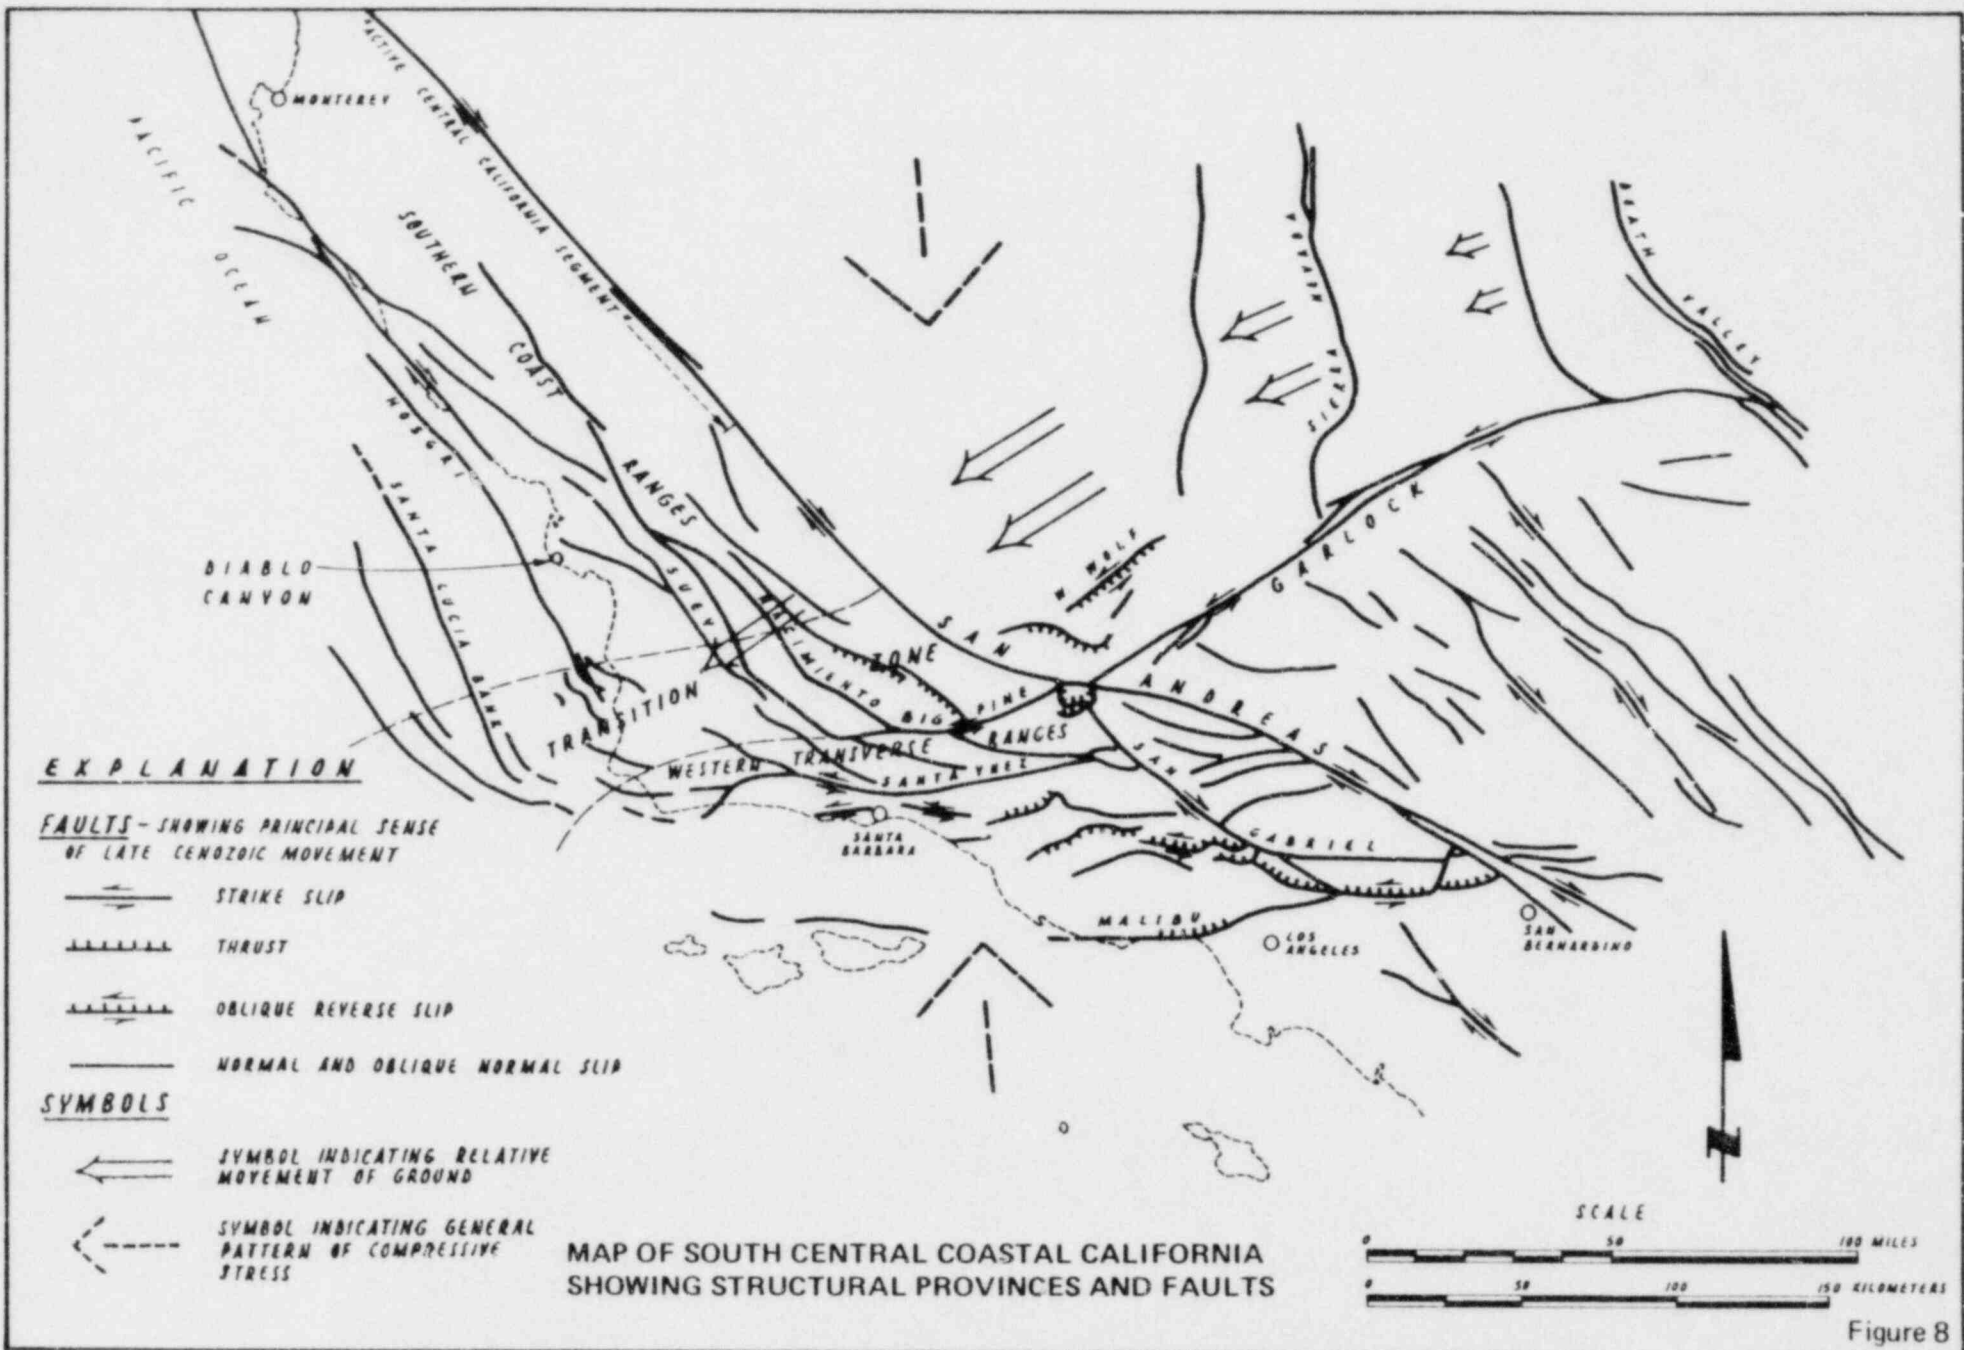 "ACTIVE CENTRAL CALIFORNIA SEGMENT"
MONTEREY
PACIFIC OCEAN
SOUTHERN COAST RANGES
DEATH VALLEY
SIERRA NEVADA
HOSGRI
SANTA LUCIA BANK
DIABLO
CANYON
SUEY
NACIMIENTO
W WOLF
GARLOCK
SAN ANDREAS
TRANSITION ZONE
BIG PINE
WESTERN TRANSVERSE RANGES
SANTA YNEZ
SAN GABRIEL
SANTA
BARBARA
MALIBU
LOS
ANGELES
SAN
BERNARDINO
EXPLANATION
FAULTS - SHOWING PRINCIPAL SENSE
OF LATE CENOZOIC MOVEMENT
STRIKE SLIP
THRUST
OBLIQUE REVERSE SLIP
NORMAL AND OBLIQUE NORMAL SLIP
SYMBOLS
SYMBOL INDICATING RELATIVE
MOVEMENT OF GROUND
SYMBOL INDICATING GENERAL
PATTERN OF COMPRESSIVE
STRESS
MAP OF SOUTH CENTRAL COASTAL CALIFORNIA
SHOWING STRUCTURAL PROVINCES AND FAULTS
N
SCALE
0 50 100 MILES
0 50 100 150 KILOMETERS
Figure 8